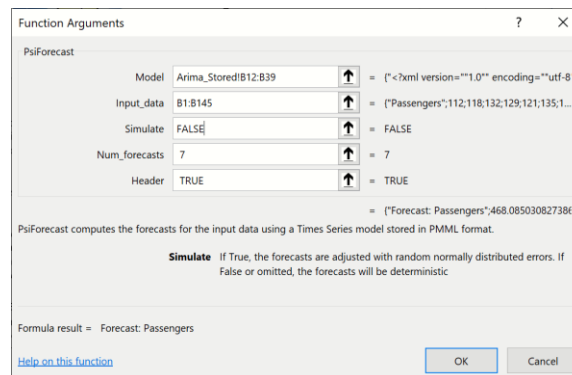 Function Arguments ? ×
PsiForecast
Model Arima_Stored!B12:B39 = {"<?xml version=""1.0"" encoding=""utf-8
Input_data B1:B145 = {"Passengers";112;118;132;129;121;135;1...
Simulate FALSE = FALSE
Num_forecasts 7 = 7
Header TRUE = TRUE
= {"Forecast: Passengers";468.085030827386
PsiForecast computes the forecasts for the input data using a Times Series model stored in PMML format.
Simulate If True, the forecasts are adjusted with random normally distributed errors. If
False or omitted, the forecasts will be deterministic
Formula result = Forecast: Passengers
Help on this function OK Cancel